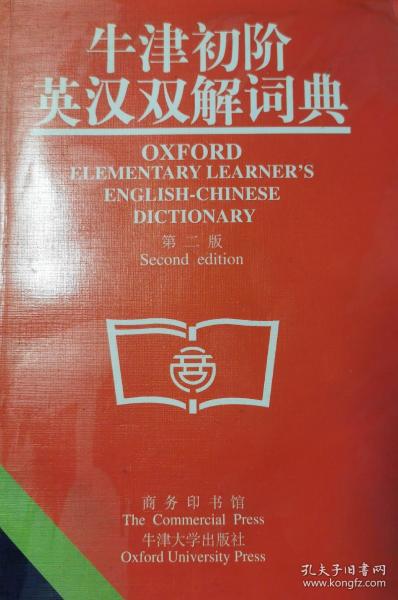 牛津初阶
英汉双解词典
OXFORD
ELEMENTARY LEARNER'S
ENGLISH-CHINESE
DICTIONARY
第二版
Second edition
商务印书馆
The Commercial Press
牛津大学出版社
Oxford University Press
孔夫子旧书网
www.kongfz.com